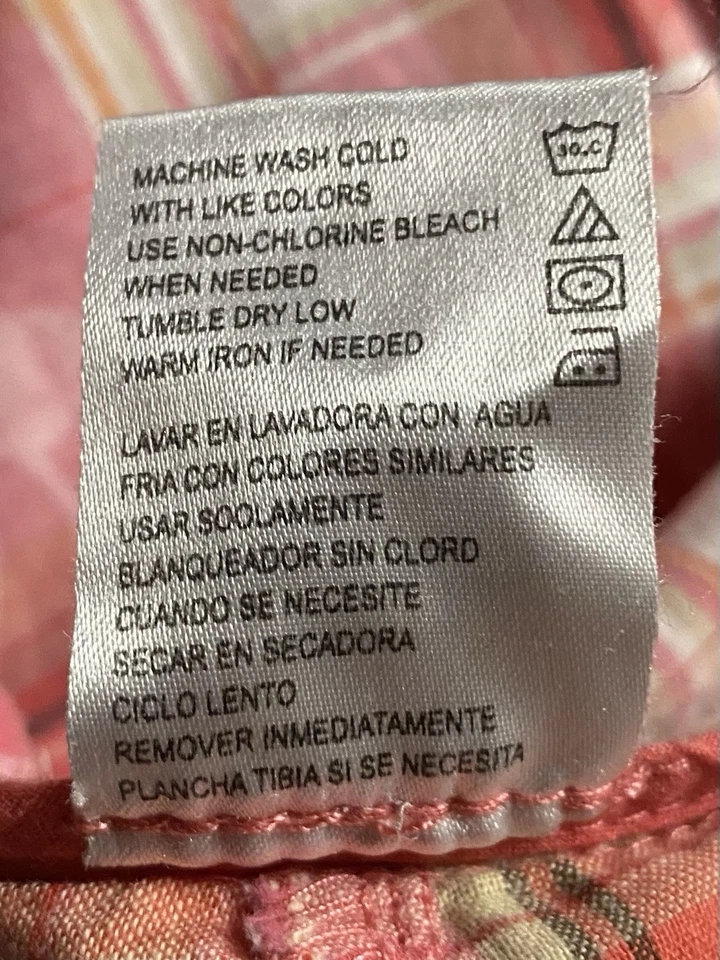 MACHINE WASH COLD
WITH LIKE COLORS
USE NON-CHLORINE BLEACH
WHEN NEEDED
TUMBLE DRY LOW
WARM IRON IF NEEDED
30.C
LAVAR EN LAVADORA CON AGUA
FRIA CON COLORES SIMILARES
USAR SOOLAMENTE
BLANQUEADOR SIN CLORD
CUANDO SE NECESITE
SECAR EN SECADORA
CICLO LENTO
REMOVER INMEDIATAMENTE
PLANCHA TIBIA SI SE NECESITA